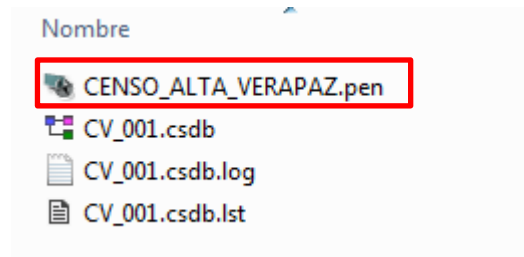 Nombre
CENSO_ALTA_VERAPAZ.pen
CV_001.csdb
CV_001.csdb.log
CV_001.csdb.lst